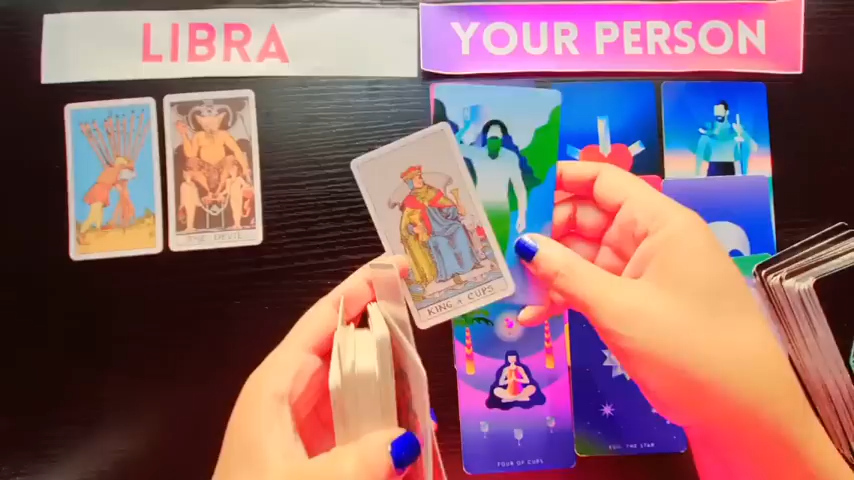 LIBRA
YOUR PERSON
THE DEVIL
KING of CUPS
FOUR OF CUPS
XVII. THE STAR